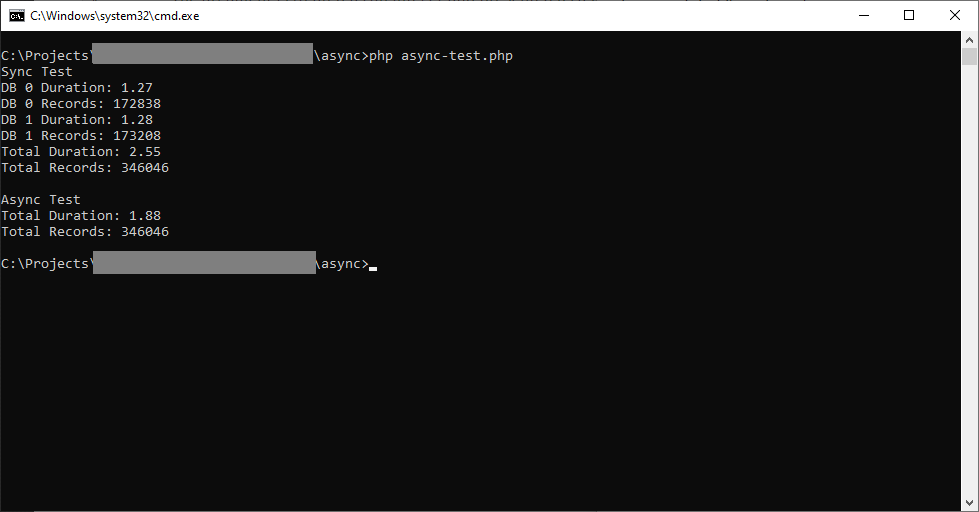 C:\Windows\system32\cmd.exe
C:\Projects\ \async>php async-test.php
Sync Test
DB 0 Duration: 1.27
DB 0 Records: 172838
DB 1 Duration: 1.28
DB 1 Records: 173208
Total Duration: 2.55
Total Records: 346046
Async Test
Total Duration: 1.88
Total Records: 346046
C:\Projects\ \async>